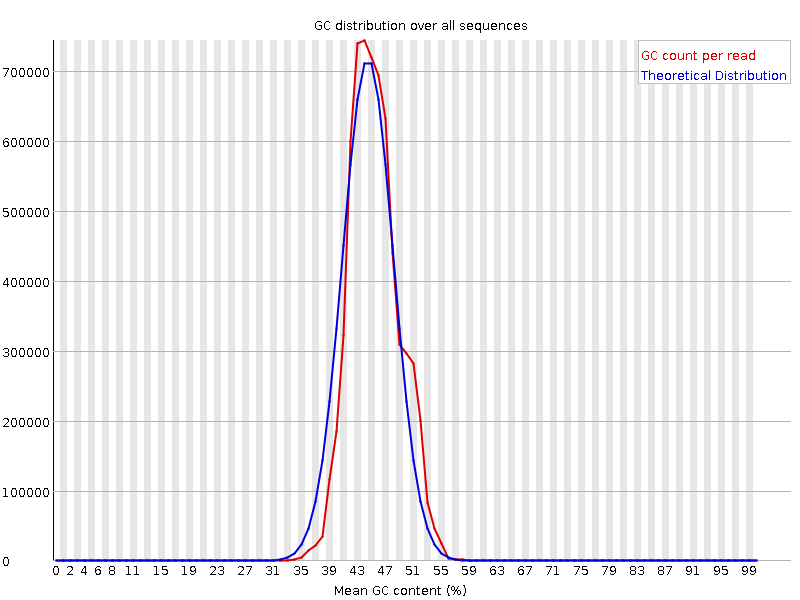 GC distribution over all sequences
GC count per read
Theoretical Distribution
700000
600000
500000
400000
300000
200000
100000
0
0 2 4 6 8 11 15 19 23 27 31 35 39 43 47 51 55 59 63 67 71 75 79 83 87 91 95 99
Mean GC content (%)